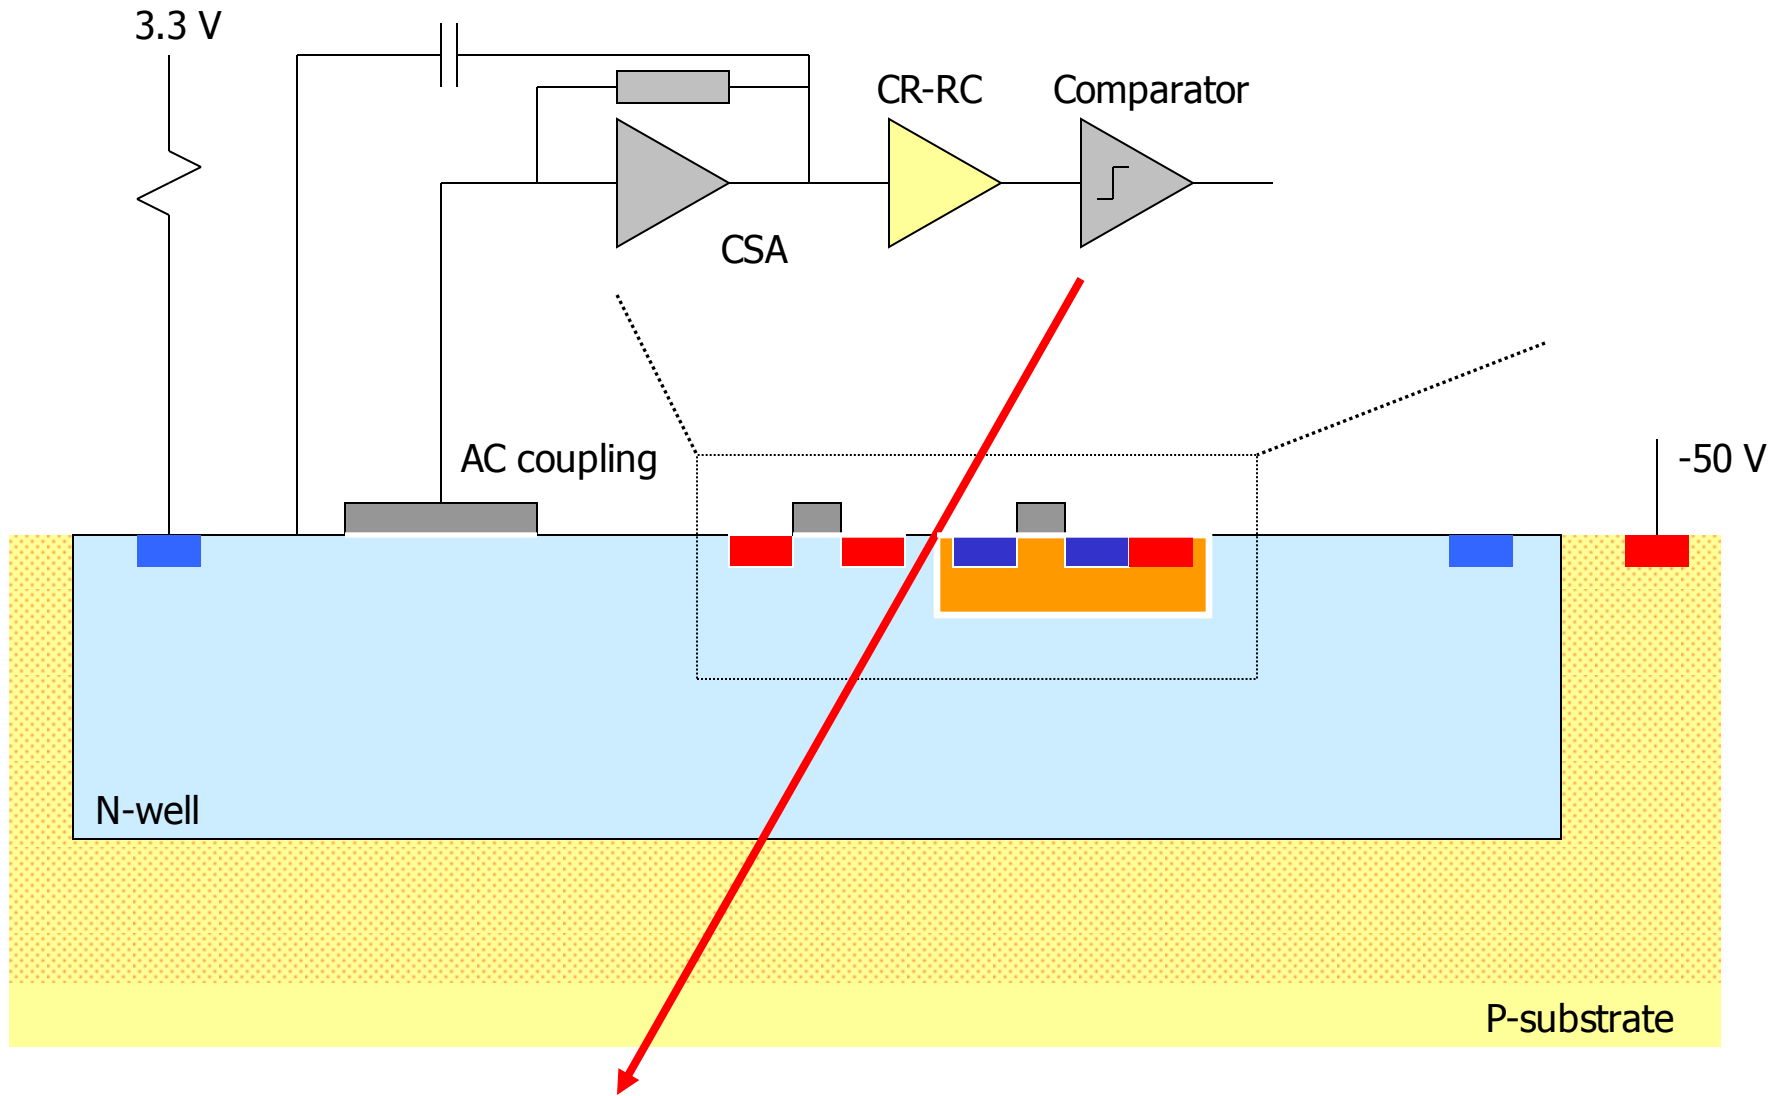 3.3 V
CR-RC
Comparator
CSA
AC coupling
-50 V
N-well
P-substrate